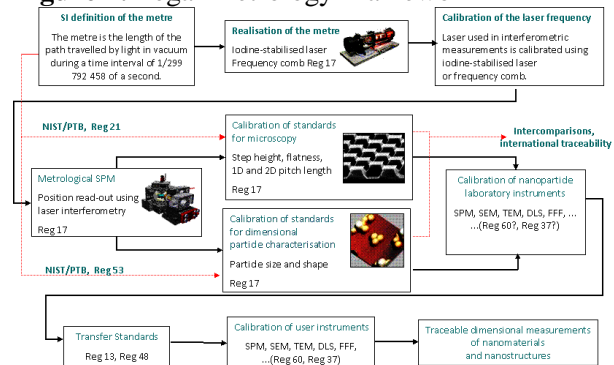 SI definition of the metre
The metre is the length of the
path travelled by light in vacuum
during a time interval of 1/299
792 458 of a second.
Realisation of the metre
Iodine-stabilised laser
Frequency comb Reg 17
Calibration of the laser frequency
Laser used in interferometric
measurements is calibrated using
iodine-stabilised laser
or frequency comb.
NIST/PTB, Reg 21
Calibration of standards
for microscopy
Step height, flatness,
1D and 2D pitch length
Reg 17
Intercomparisons,
international traceability
Metrological SPM
Position read-out using
laser interferometry
Reg 17
Calibration of nanoparticle
laboratory instruments
SPM, SEM, TEM, DLS, FFF, ...
...(Reg 60?, Reg 37?)
Calibration of standards
for dimensional
particle characterisation
Particle size and shape
Reg 17
NIST/PTB, Reg 53
Transfer Standards
Reg 13, Reg 48
Calibration of user instruments
SPM, SEM, TEM, DLS, FFF,
...(Reg 60, Reg 37)
Traceable dimensional measurements
of nanomaterials
and nanostructures